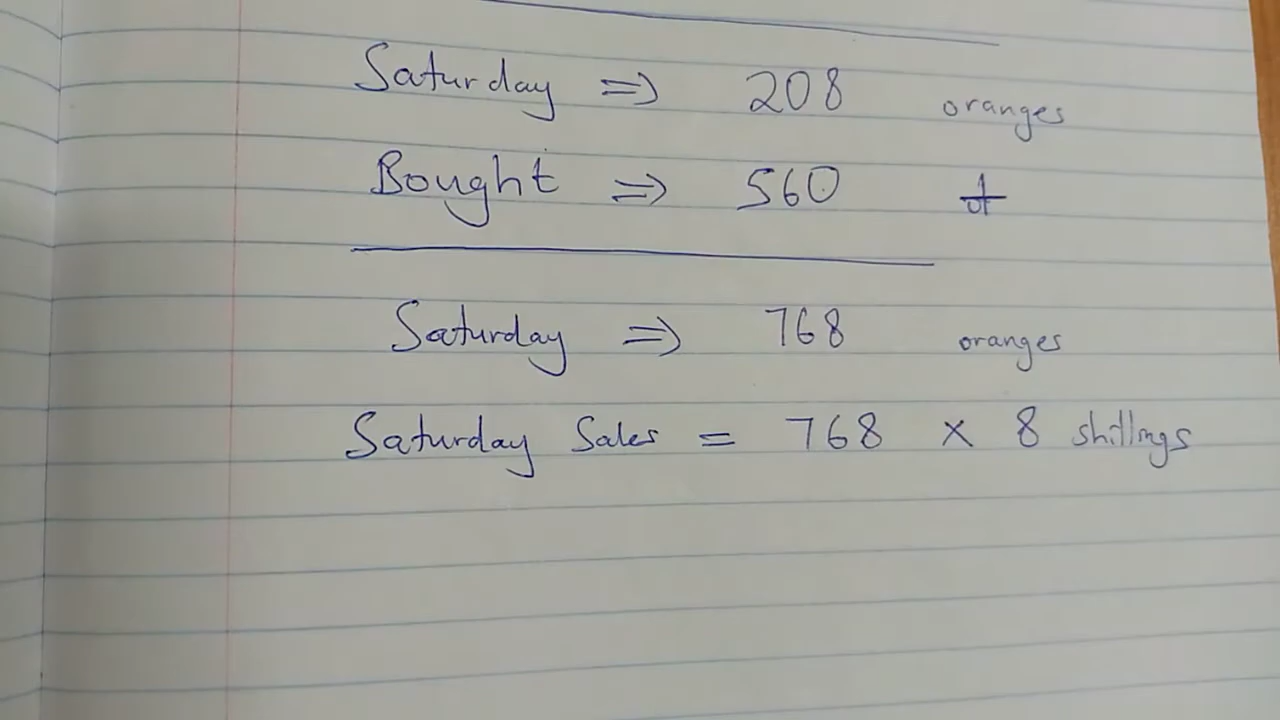 Saturday ⇒ 208 oranges
Bought ⇒ 560
Saturday ⇒ 768 oranges
Saturday Sales = 768 × 8 shillings